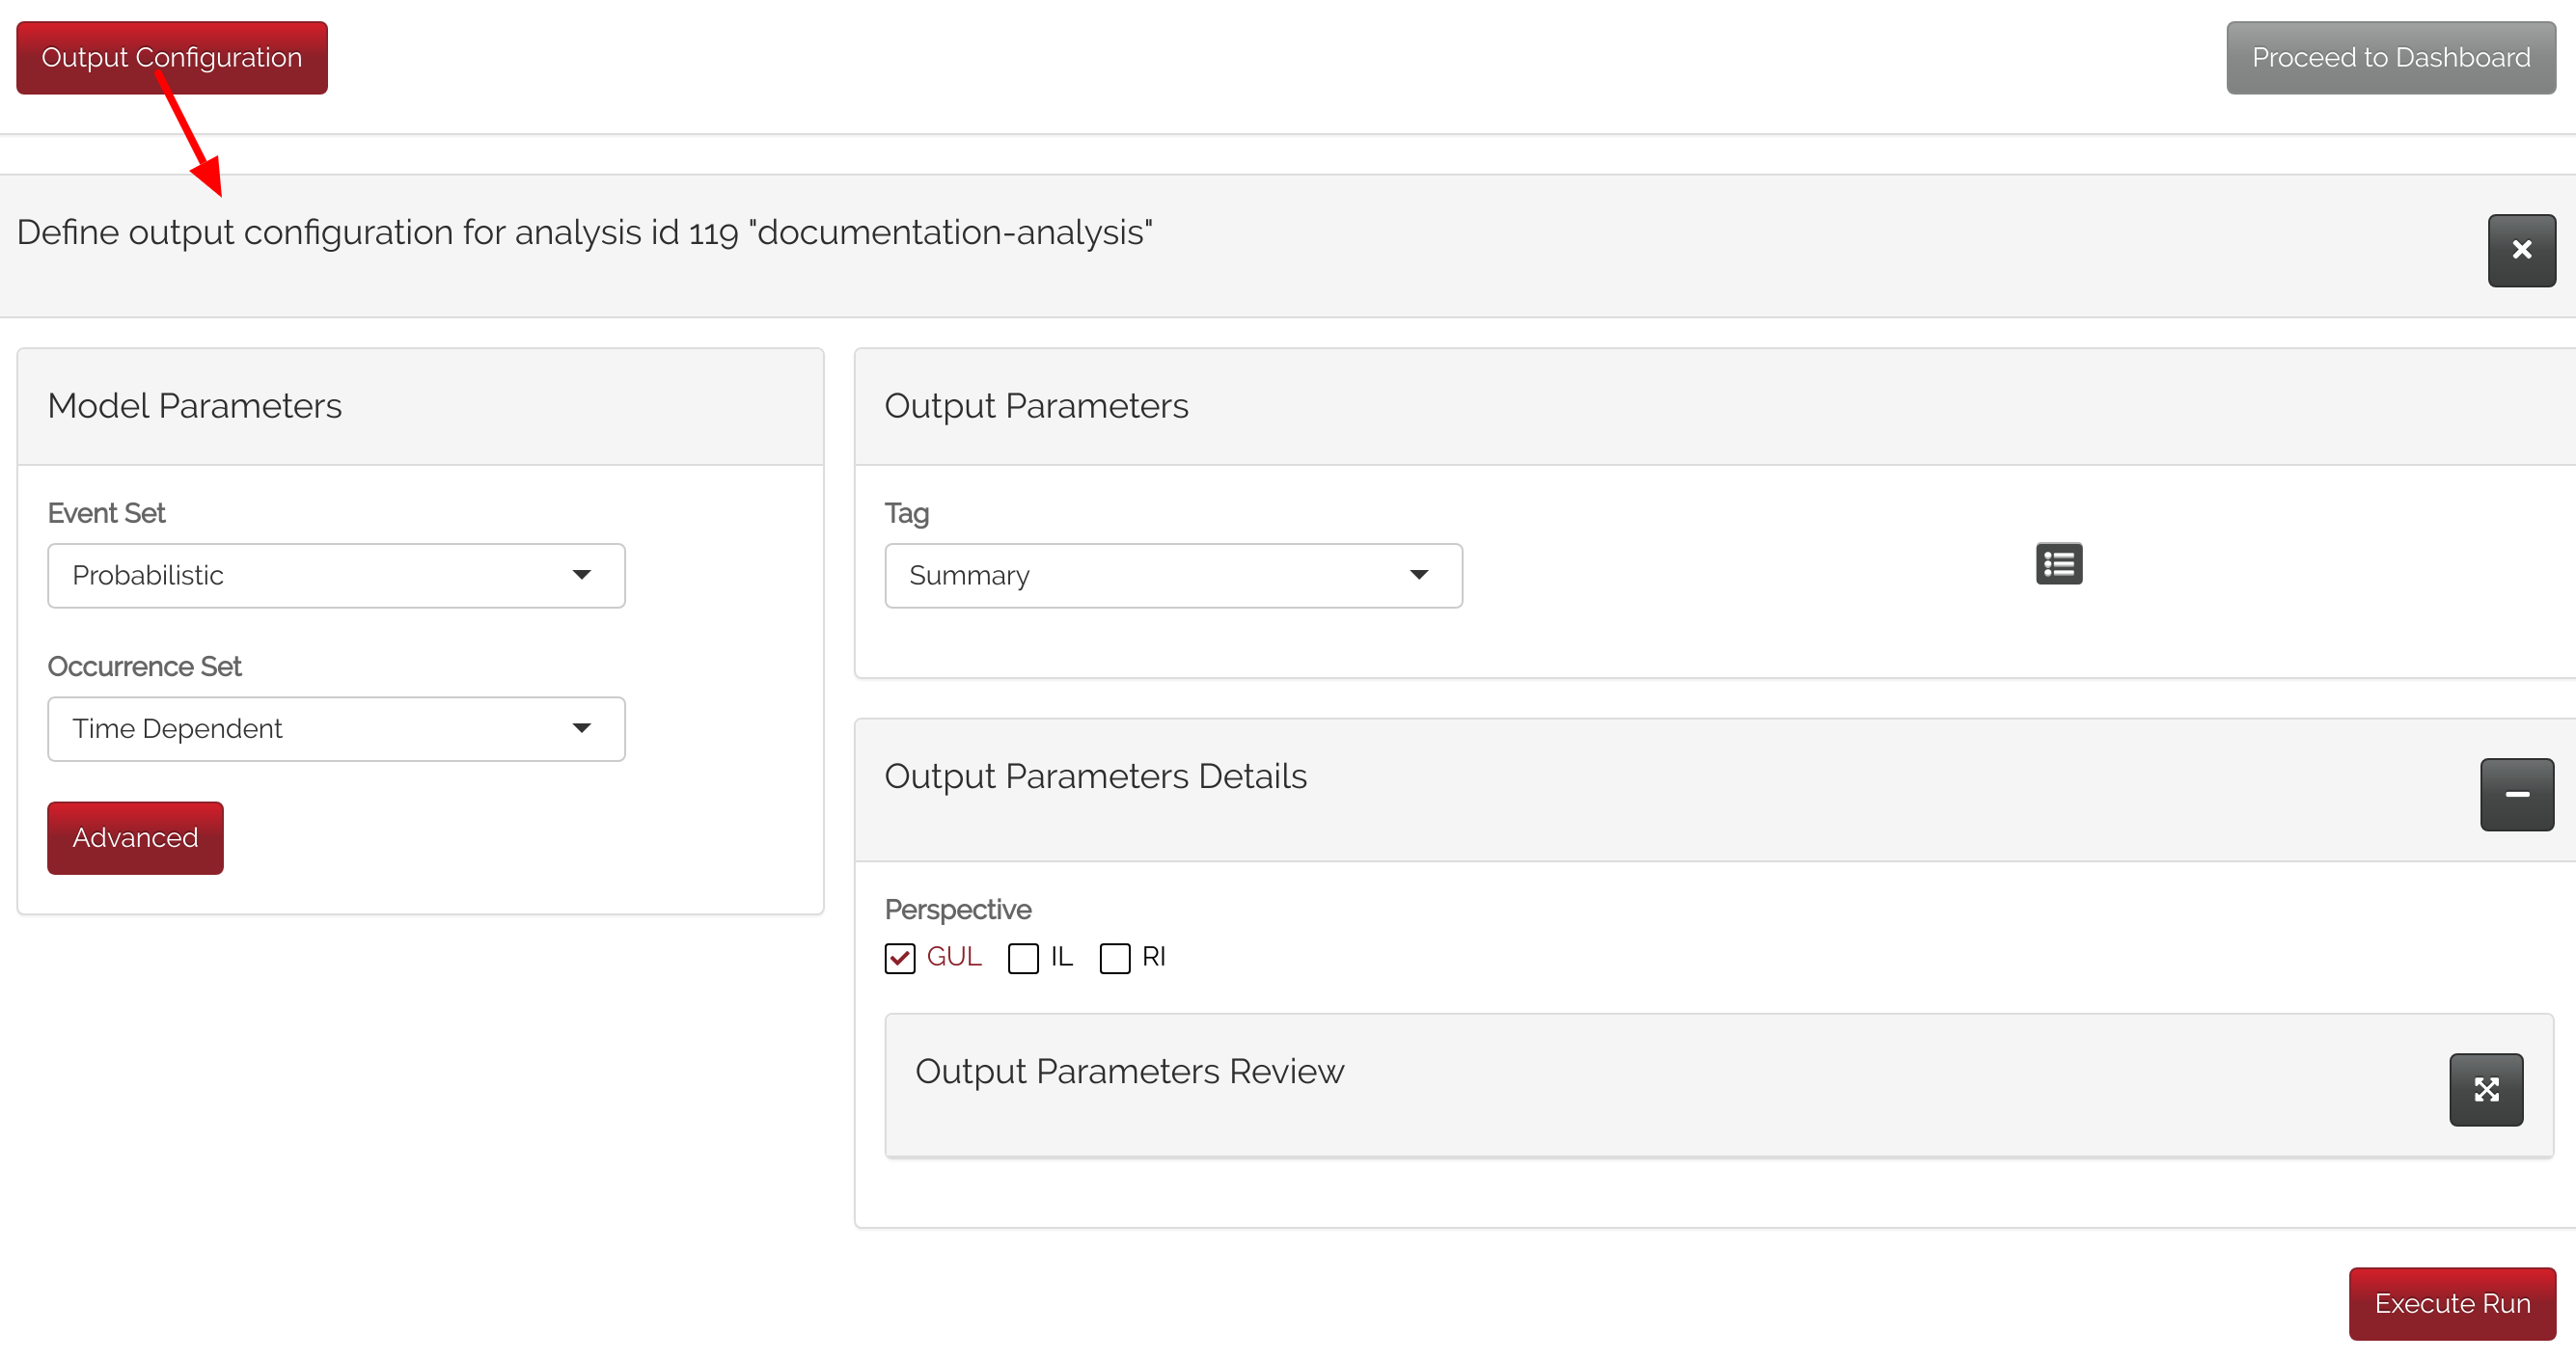 Output Configuration
Proceed to Dashboard
Define output configuration for analysis id 119 "documentation-analysis"
Model Parameters
Event Set
Probabilistic
Occurrence Set
Time Dependent
Advanced
Output Parameters
Tag
Summary
Output Parameters Details
Perspective
GUL IL RI
Output Parameters Review
Execute Run